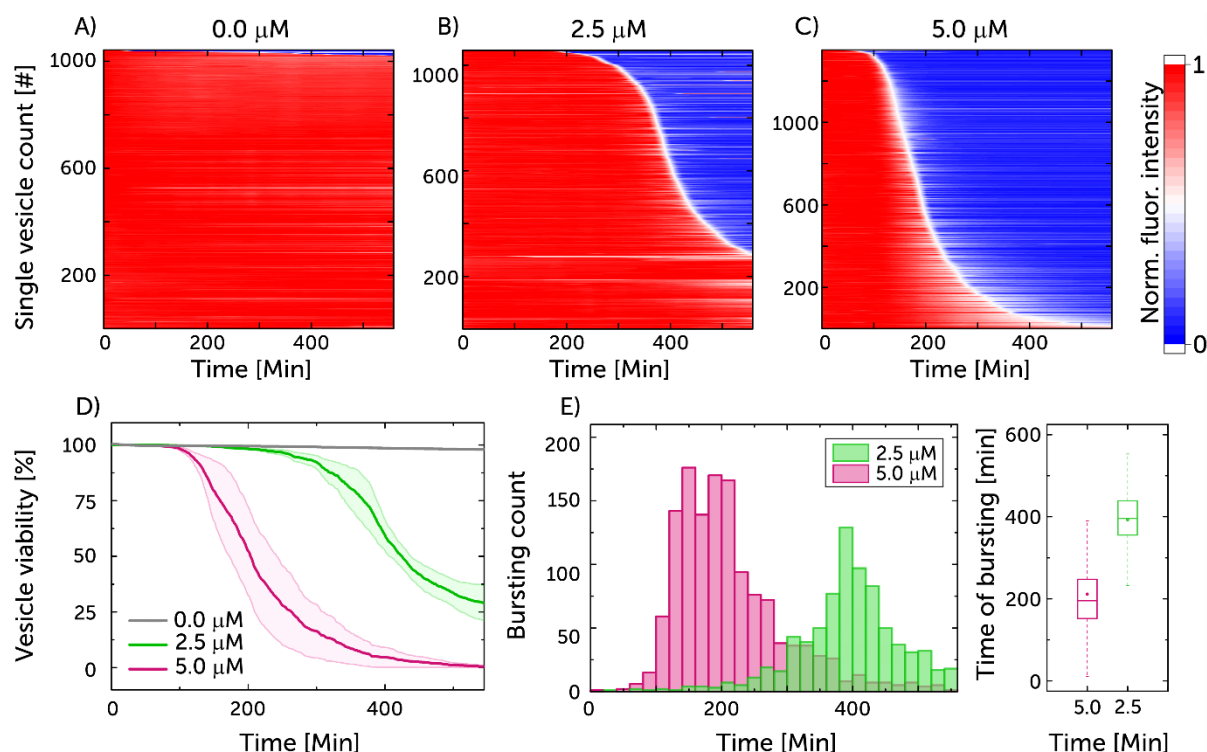 A) 0.0 μM
B) 2.5 μM
C) 5.0 μM
Single vesicle count [#]
1000
600
200
0 200 400
Time [Min]
1000
600
200
0 200 400
Time [Min]
1000
600
200
0 200 400
Time [Min]
1
0
Norm. fluor. intensity
D)
Vesicle viability [%]
100
75
50
25
0
0.0 μM
2.5 μM
5.0 μM
0 200 400
Time [Min]
E)
Bursting count
200
150
100
50
0
2.5 μM
5.0 μM
0 200 400
Time [Min]
Time of bursting [min]
600
400
200
0
5.0 2.5
Time [Min]